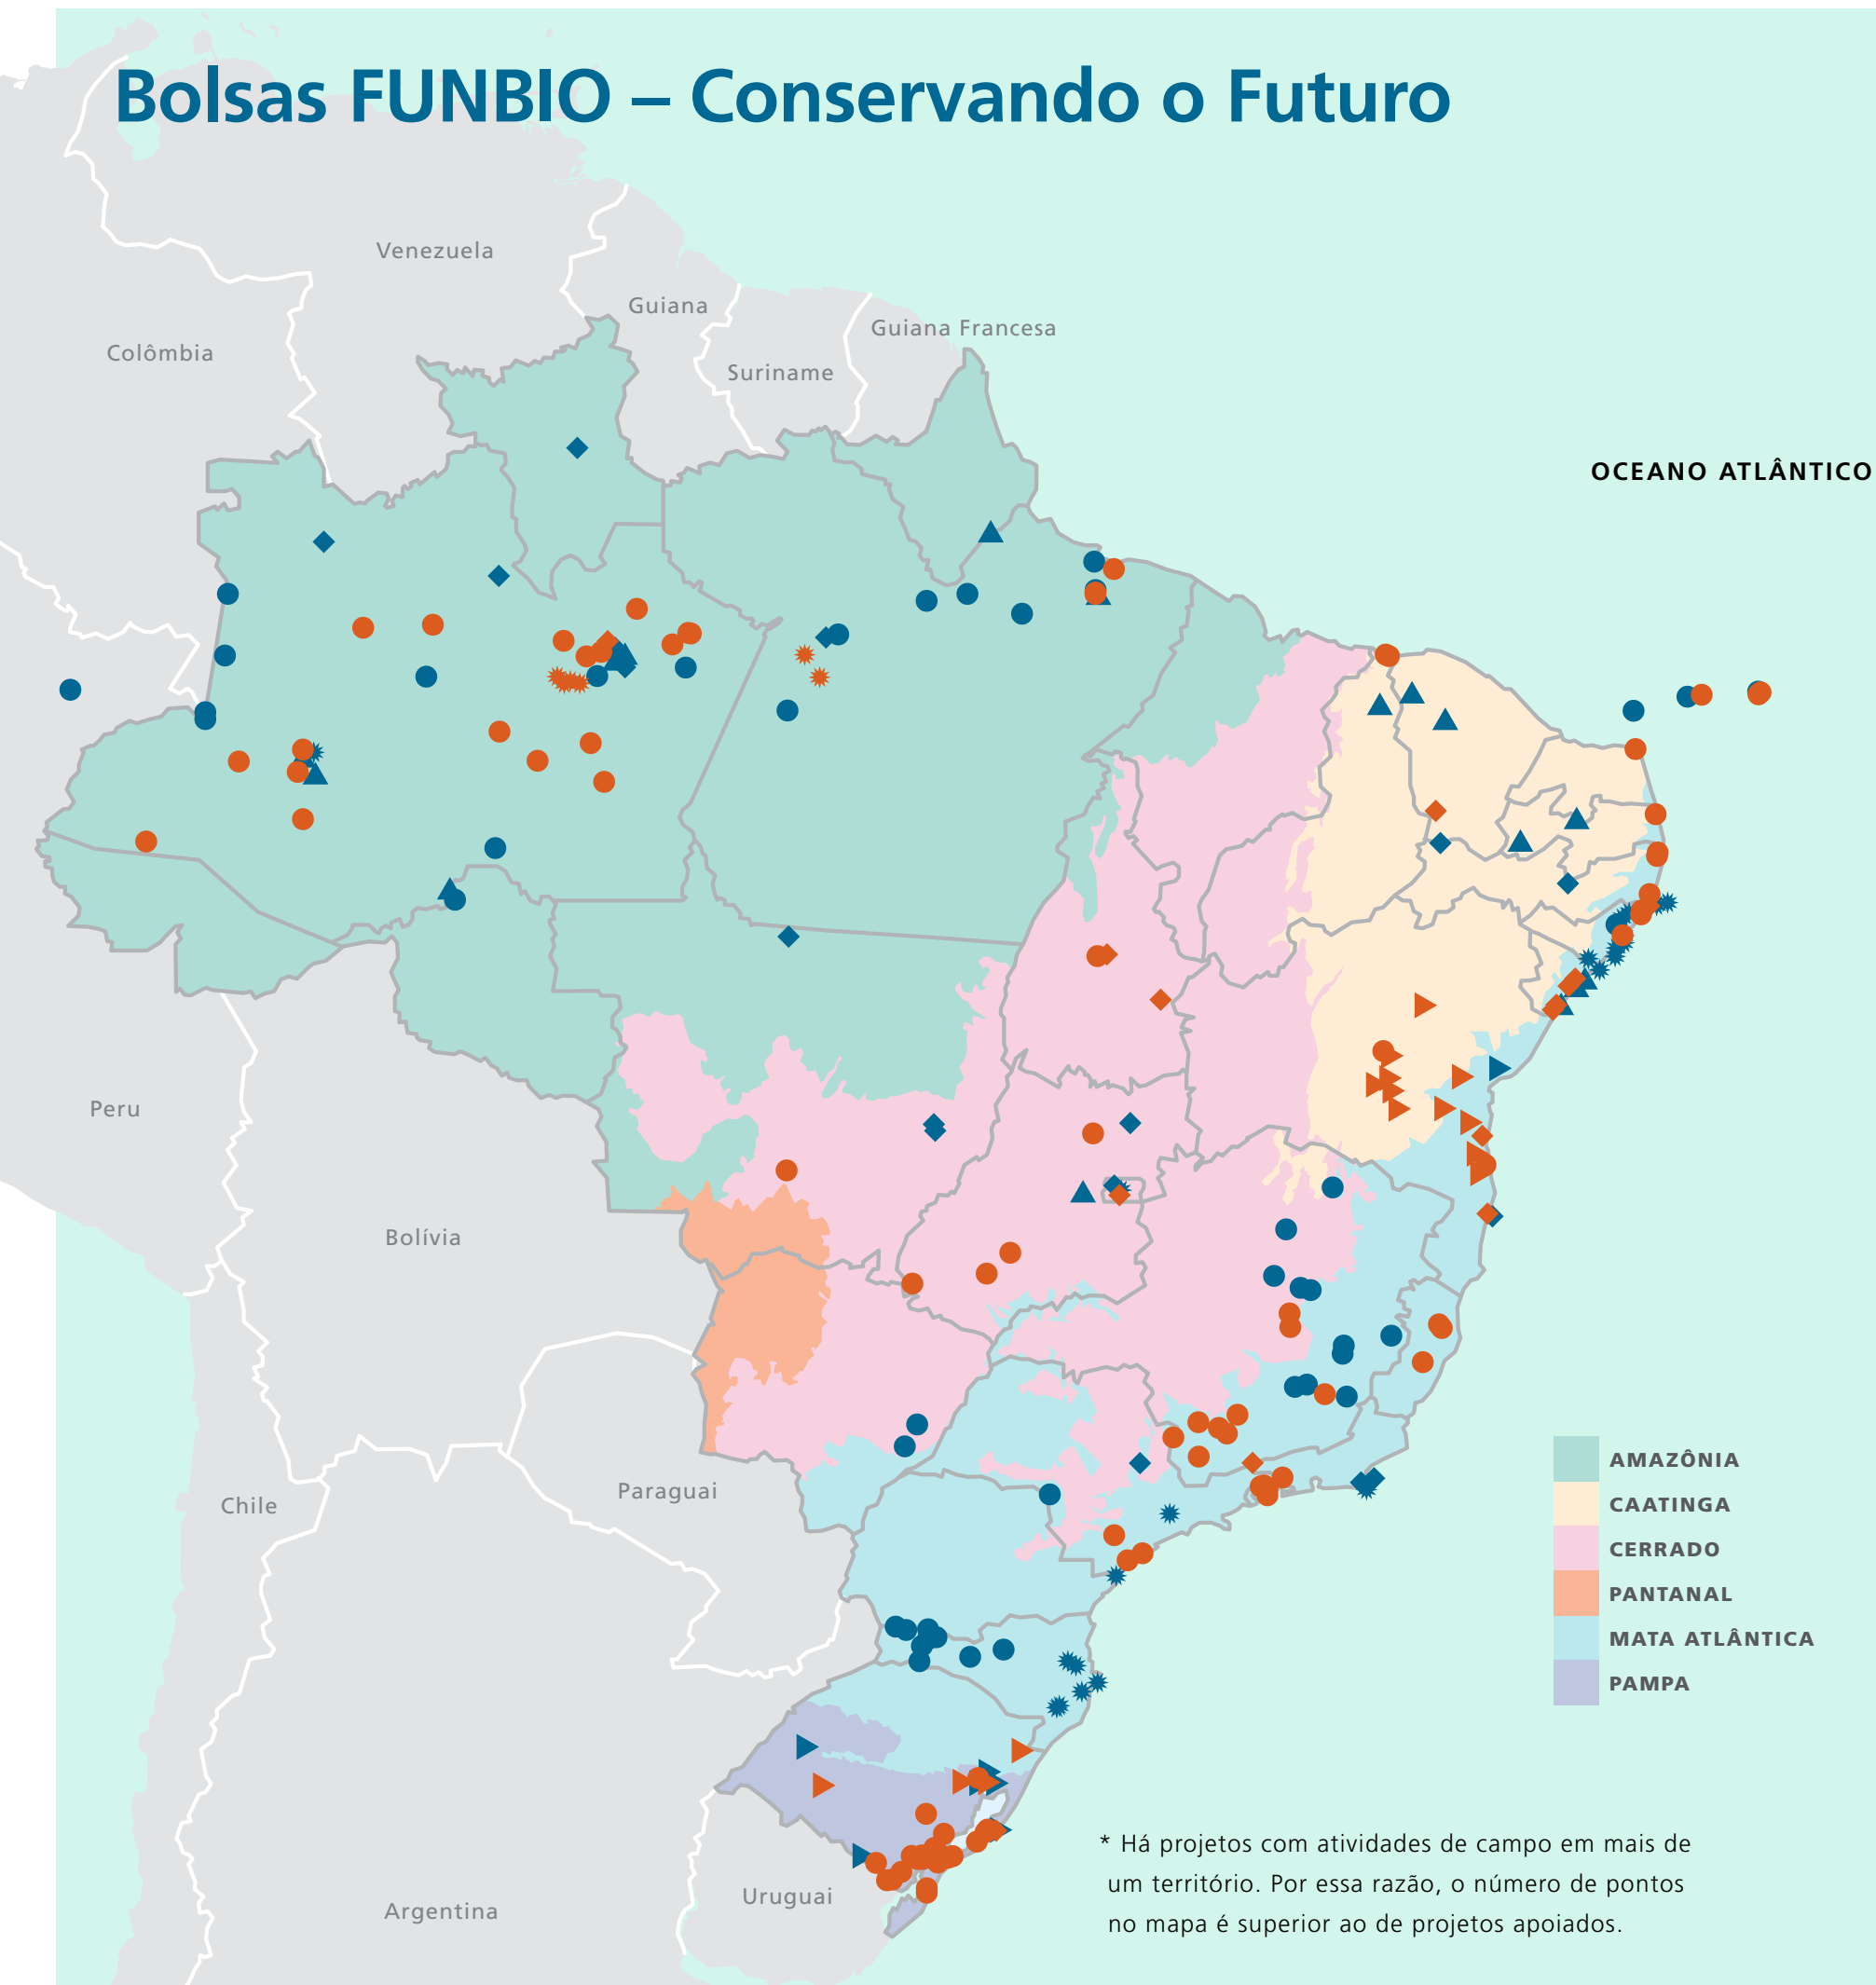 Bolsas FUNBIO – Conservando o Futuro
Venezuela
Guiana
Guiana Francesa
Colômbia
Suriname
OCEANO ATLÂNTICO
Peru
Bolívia
Paraguai
Chile
AMAZÔNIA
CAATINGA
CERRADO
PANTANAL
MATA ATLÂNTICA
PAMPA
Uruguai
Argentina
* Há projetos com atividades de campo em mais de
um território. Por essa razão, o número de pontos
no mapa é superior ao de projetos apoiados.